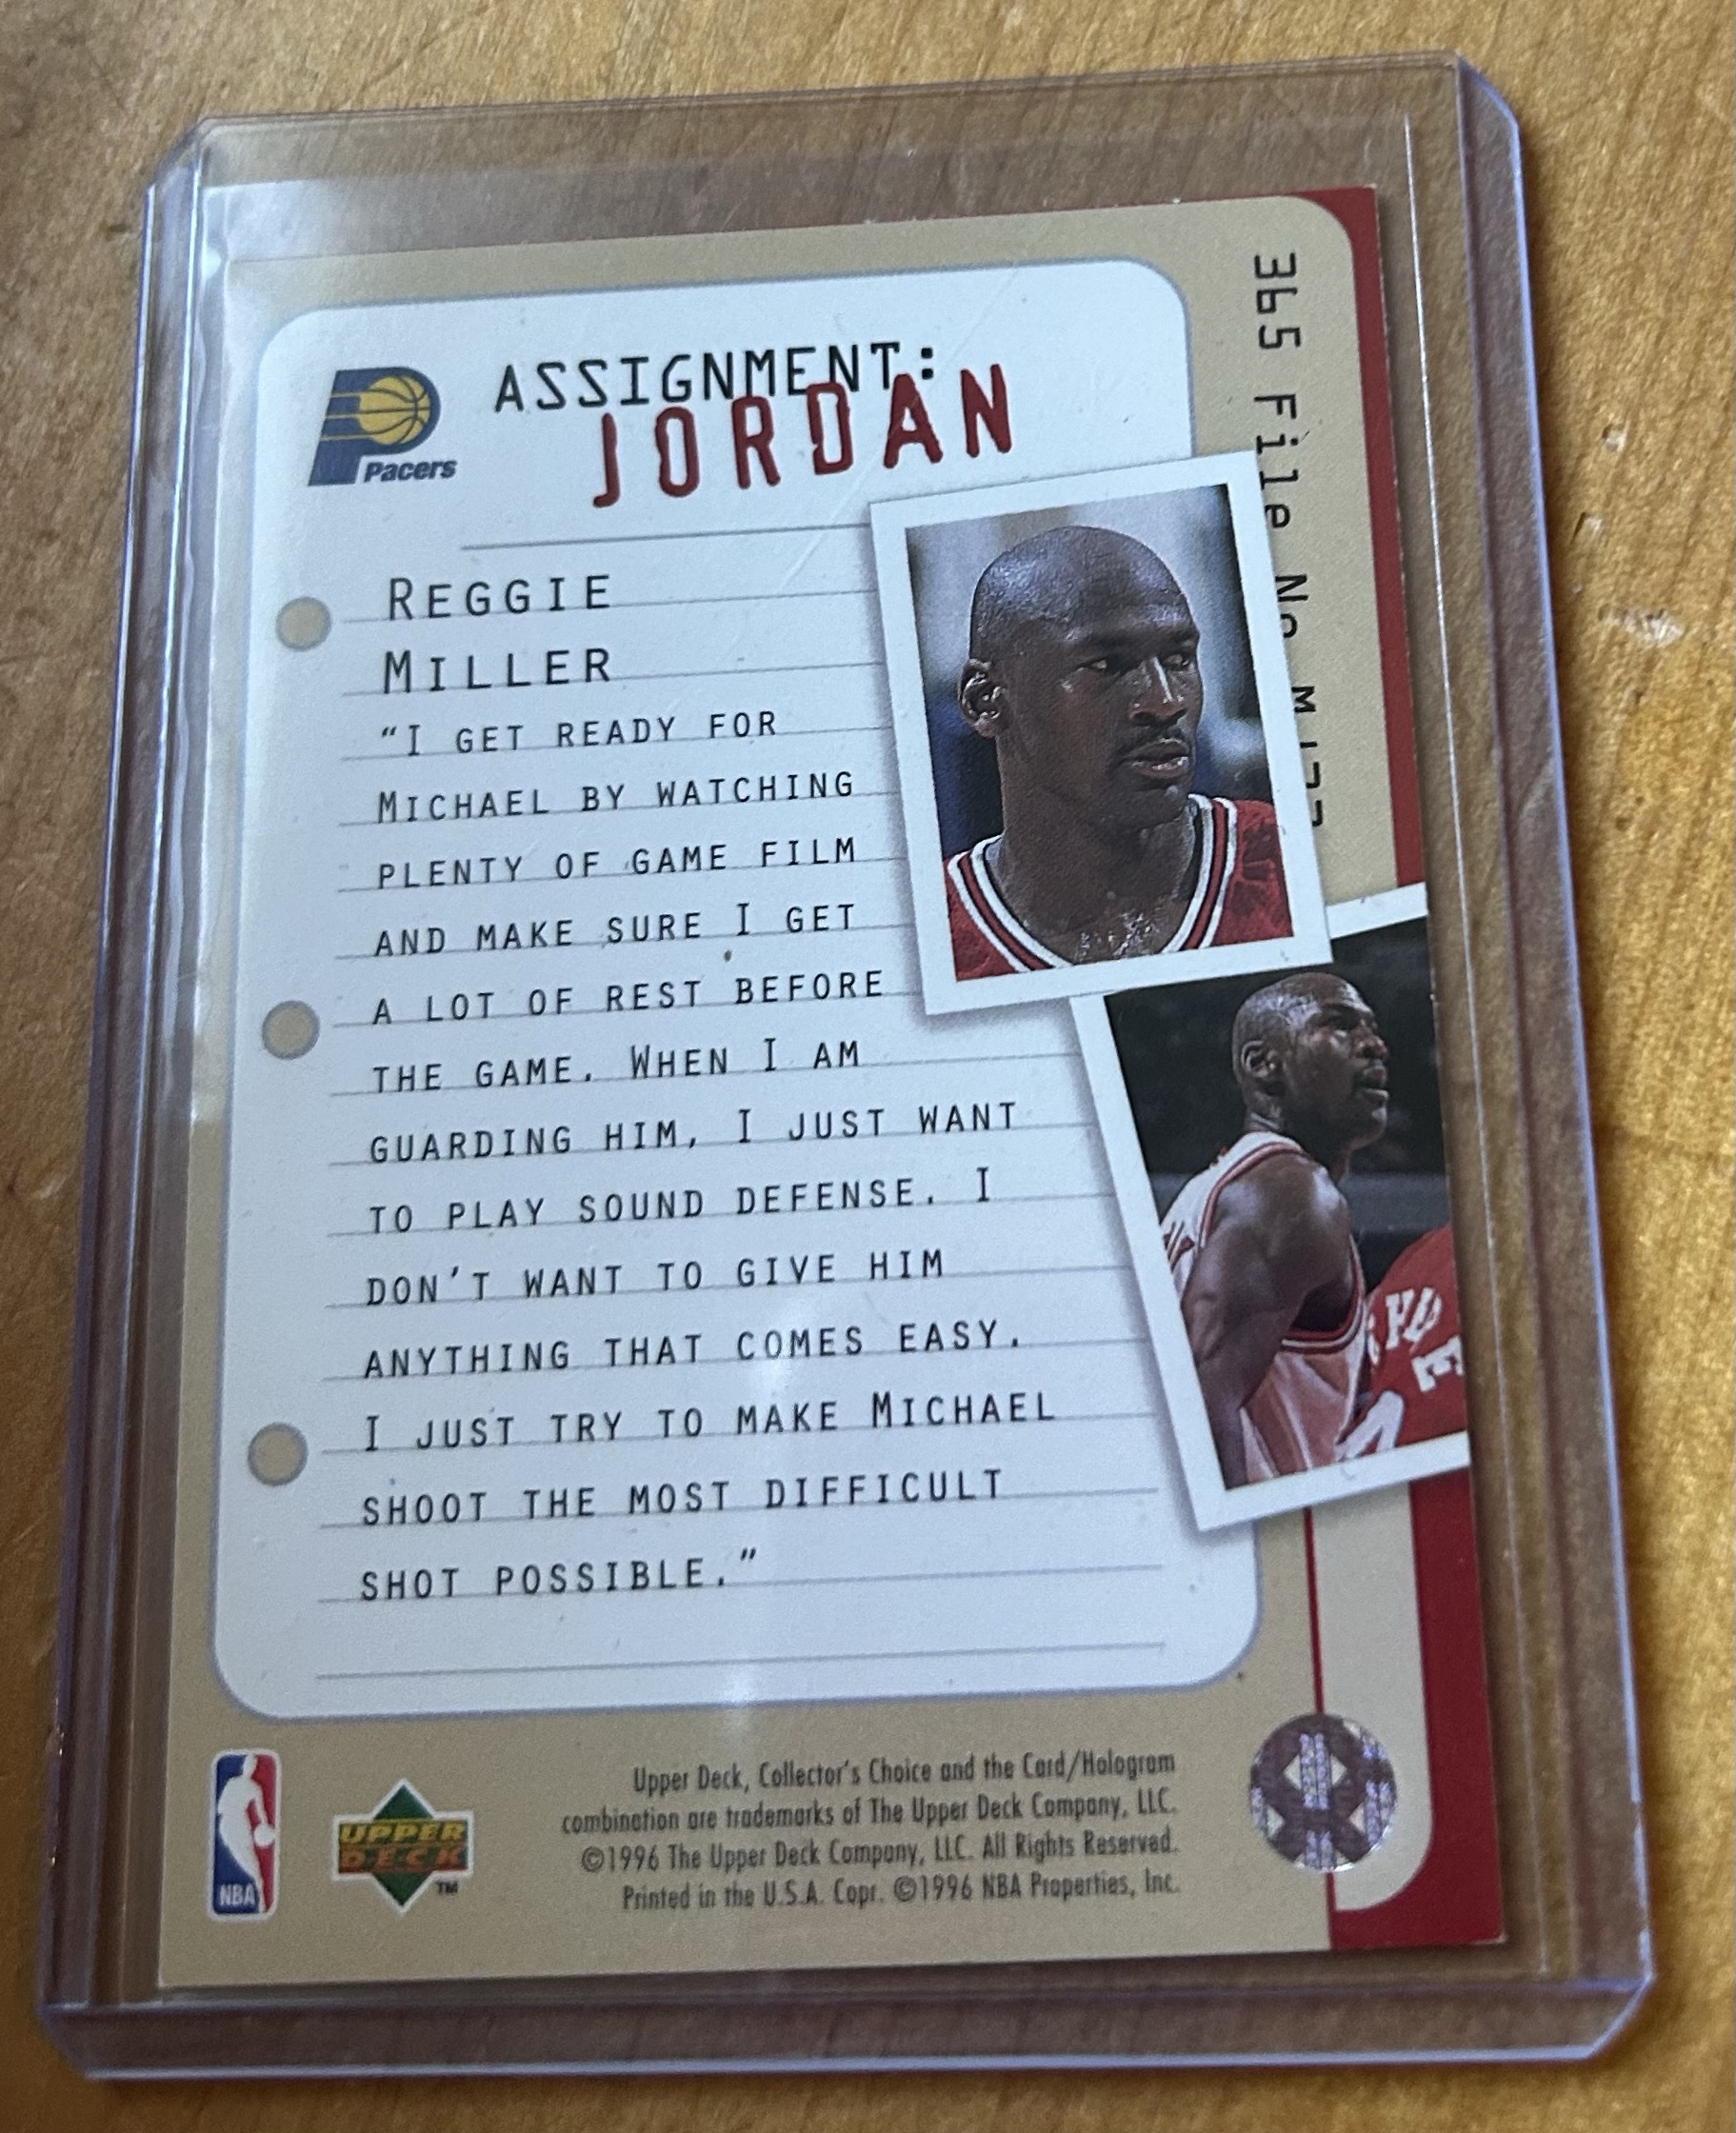 Pacers
ASSIGNMENT:
JORDAN
365 File No.
REGGIE
MILLER
“I GET READY FOR
MICHAEL BY WATCHING
PLENTY OF GAME FILM
AND MAKE SURE I GET
A LOT OF REST BEFORE
THE GAME. WHEN I AM
GUARDING HIM, I JUST WANT
TO PLAY SOUND DEFENSE. I
DON'T WANT TO GIVE HIM
ANYTHING THAT COMES EASY.
I JUST TRY TO MAKE MICHAEL
SHOOT THE MOST DIFFICULT
SHOT POSSIBLE.”
NBA
UPPER
DECK
TM
Upper Deck, Collector's Choice and the Card/Hologram
combination are trademarks of The Upper Deck Company, LLC.
©1996 The Upper Deck Company, LLC. All Rights Reserved.
Printed in the U.S.A. Copr. ©1996 NBA Properties, Inc.